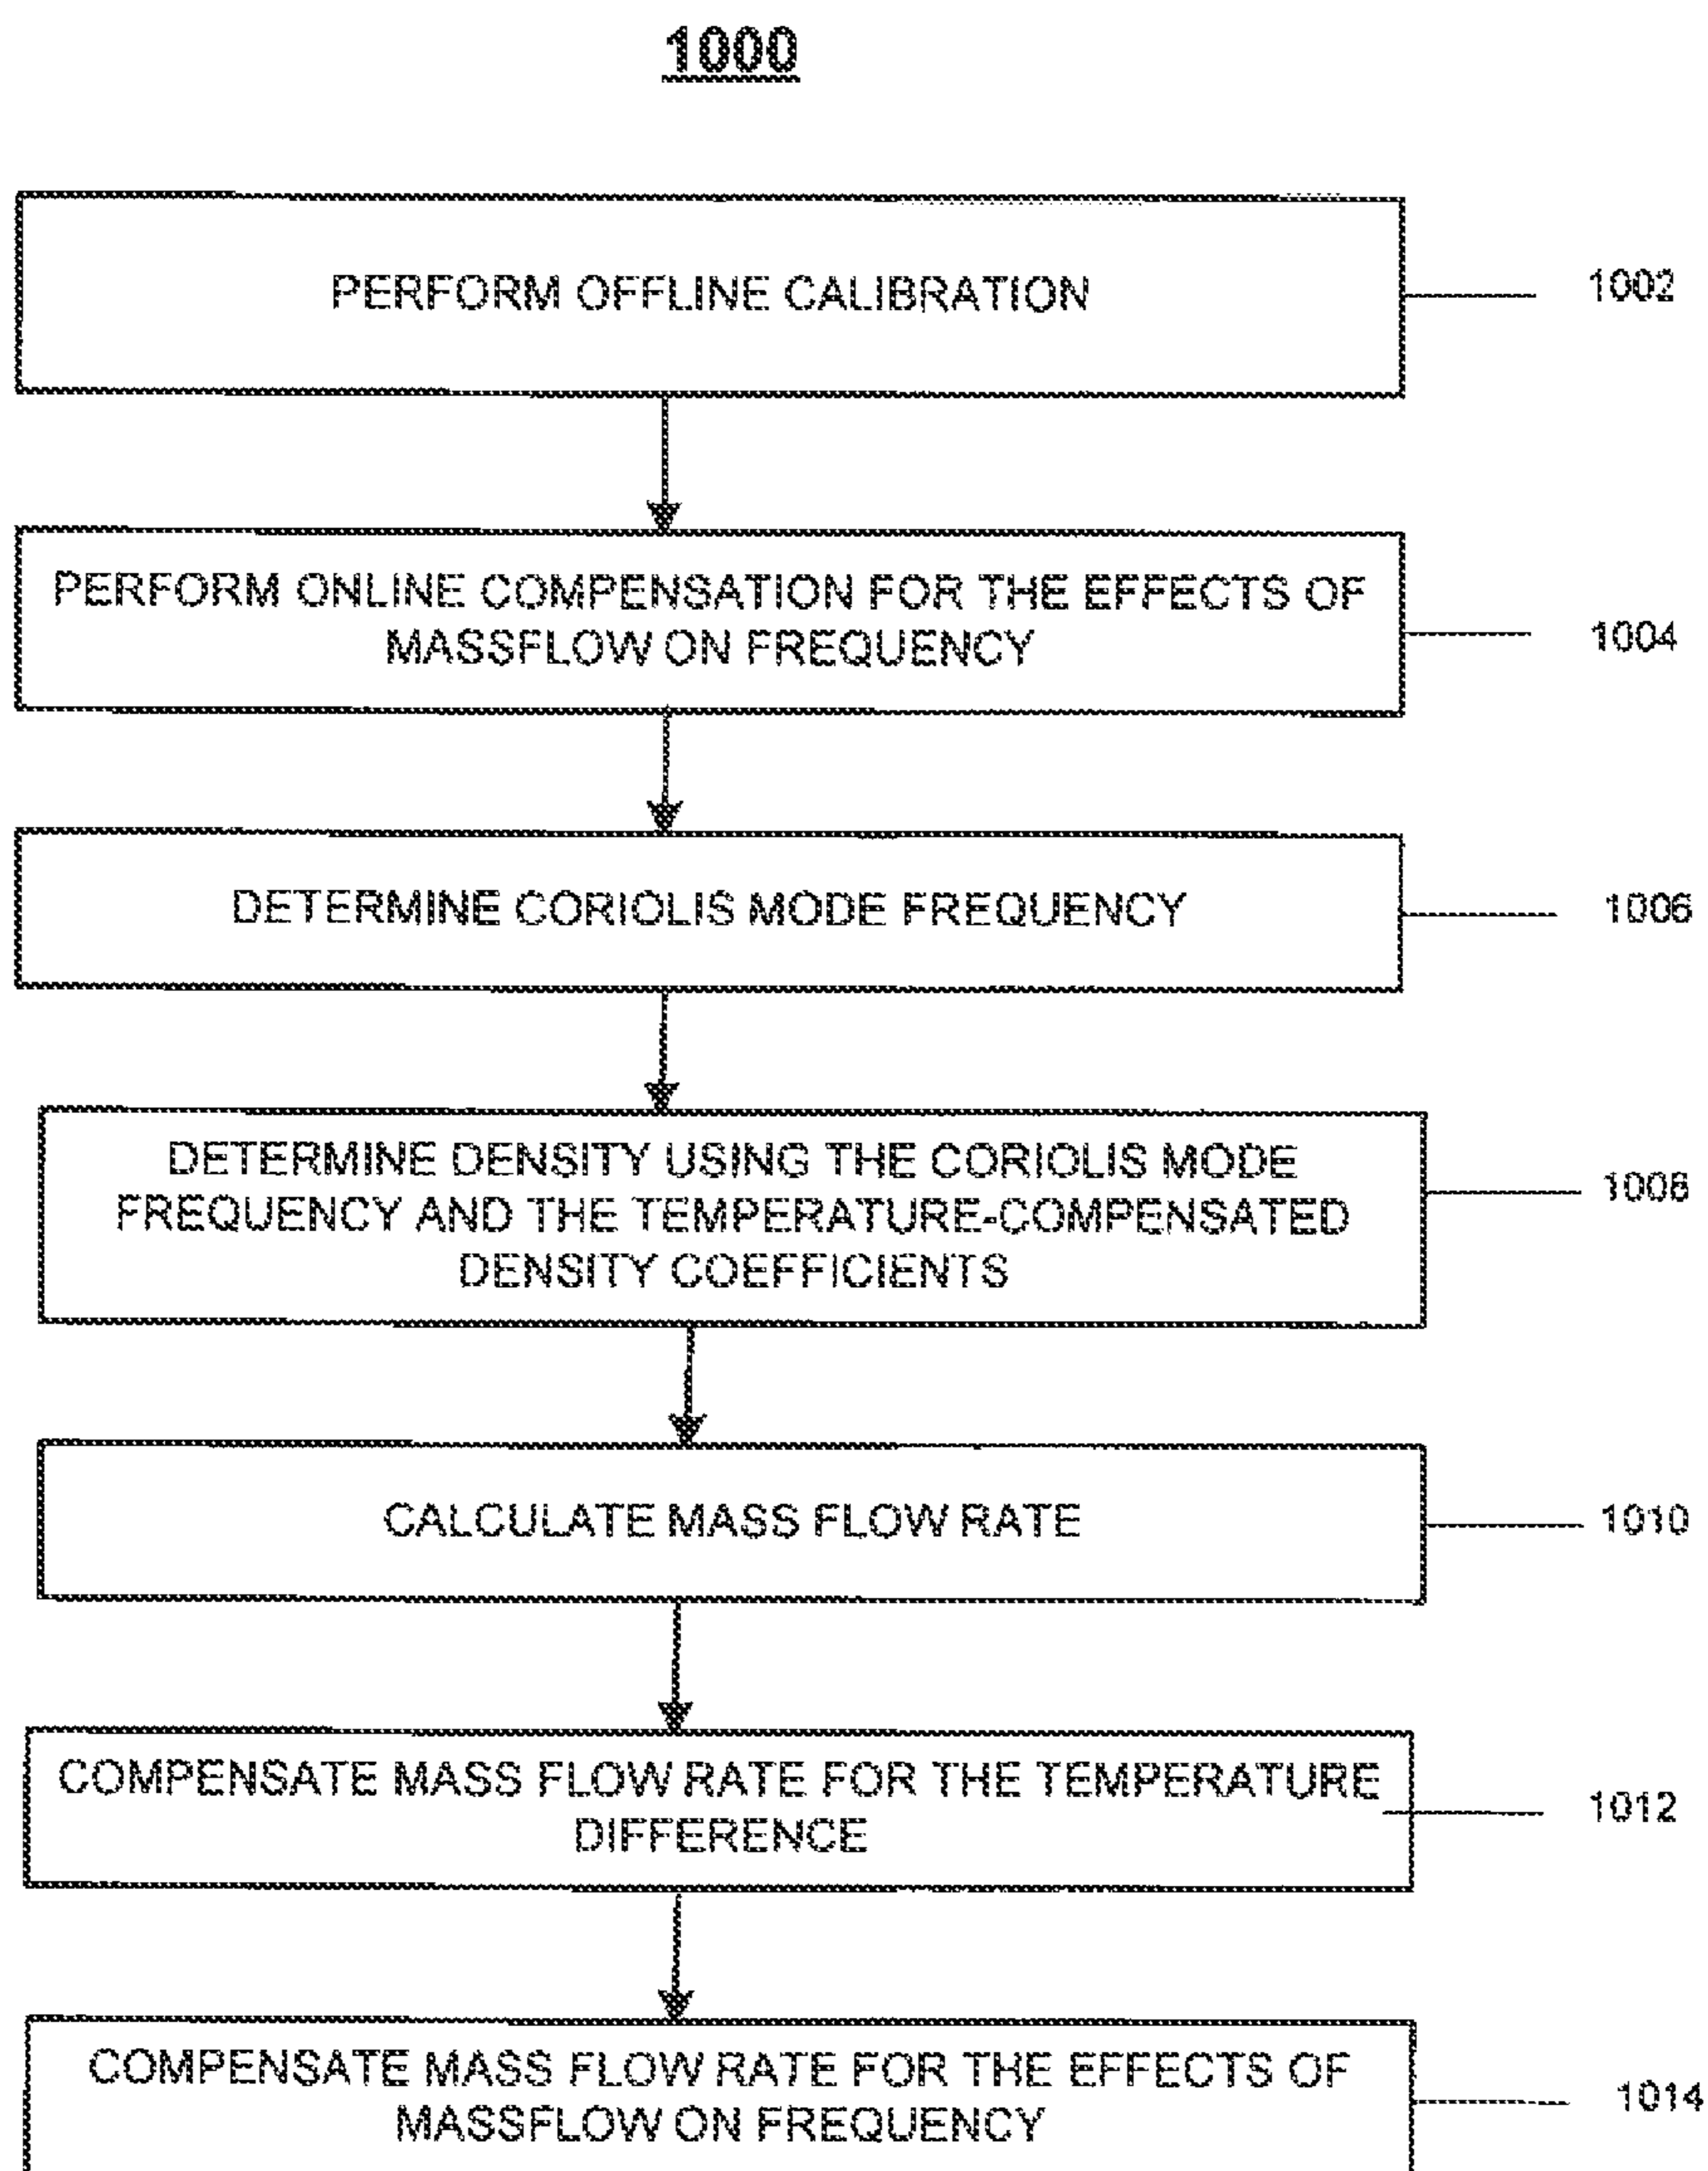 1000
PERFORM OFFLINE CALIBRATION
1002
PERFORM ONLINE COMPENSATION FOR THE EFFECTS OF
MASSFLOW ON FREQUENCY
1004
DETERMINE CORIOLIS MODE FREQUENCY
1006
DETERMINE DENSITY USING THE CORIOLIS MODE
FREQUENCY AND THE TEMPERATURE-COMPENSATED
DENSITY COEFFICIENTS
1008
CALCULATE MASS FLOW RATE
1010
COMPENSATE MASS FLOW RATE FOR THE TEMPERATURE
DIFFERENCE
1012
COMPENSATE MASS FLOW RATE FOR THE EFFECTS OF
MASSFLOW ON FREQUENCY
1014